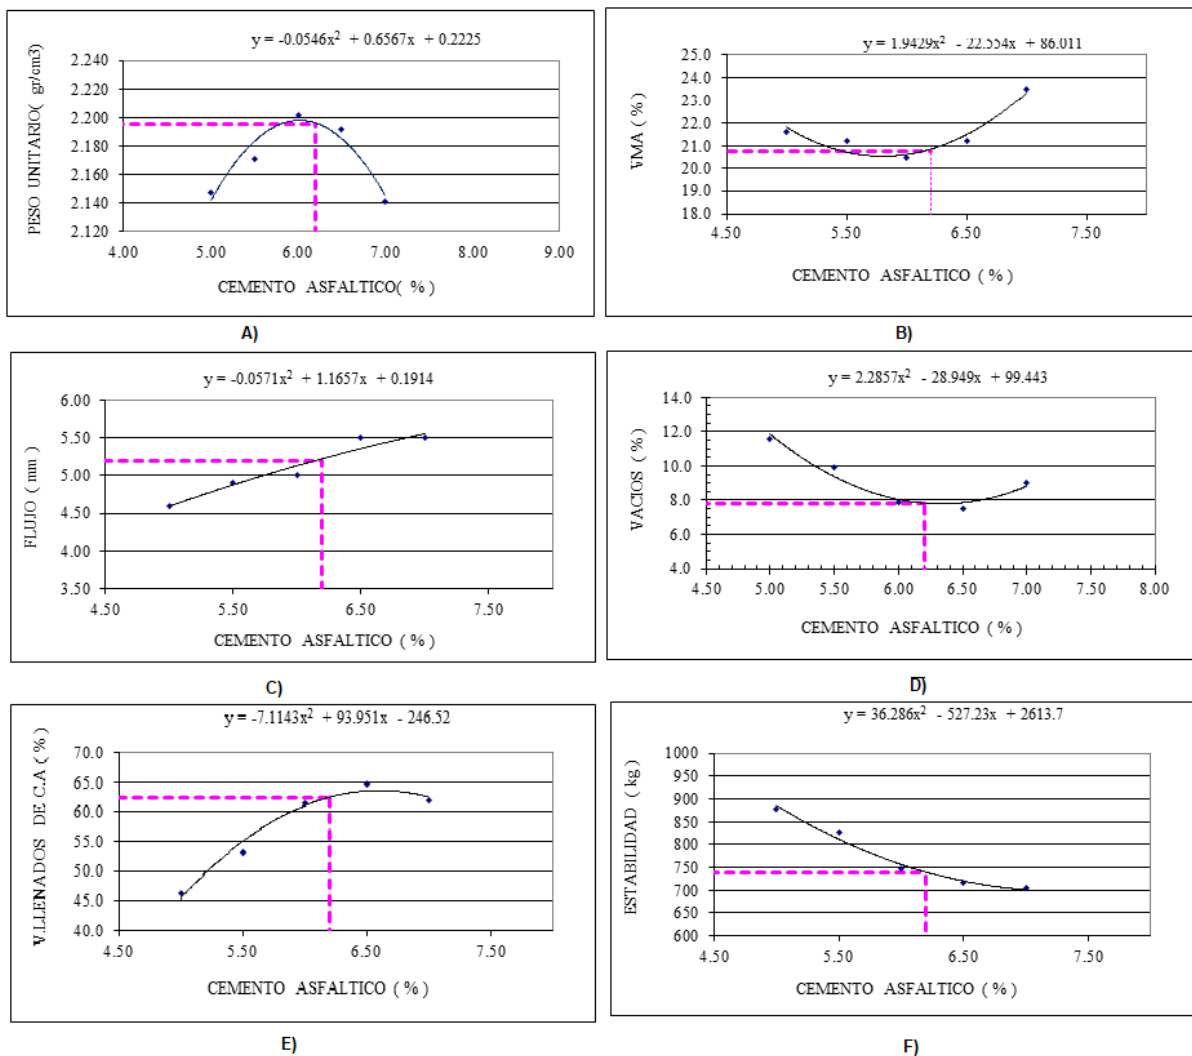 y = -0.0546x² + 0.6567x + 0.2225
PESO UNITARIO( gr/cm3)
2.240
2.220
2.200
2.180
2.160
2.140
2.120
4.00 5.00 6.00 7.00 8.00 9.00
CEMENTO ASFALTICO( %)
A)
y = 1.9429x² - 22.554x + 86.011
VMA ( %)
25.0
24.0
23.0
22.0
21.0
20.0
19.0
18.0
4.50 5.50 6.50 7.50
CEMENTO ASFALTICO ( %)
B)
y = -0.0571x² + 1.1657x + 0.1914
FLUJO ( mm )
6.00
5.50
5.00
4.50
4.00
3.50
4.50 5.50 6.50 7.50
CEMENTO ASFALTICO ( %)
C)
y = 2.2857x² - 28.949x + 99.443
VACIOS ( %)
14.0
12.0
10.0
8.0
6.0
4.0
4.50 5.00 5.50 6.00 6.50 7.00 7.50 8.00
CEMENTO ASFALTICO ( %)
D)
y = -7.1143x² + 93.951x - 246.52
V.LLENADOS DE C.A ( %)
70.0
65.0
60.0
55.0
50.0
45.0
40.0
4.50 5.50 6.50 7.50
CEMENTO ASFALTICO ( %)
E)
y = 36.286x² - 527.23x + 2613.7
ESTABILIDAD ( kg)
1000
950
900
850
800
750
700
650
600
4.50 5.50 6.50 7.50
CEMENTO ASFALTICO ( %)
F)